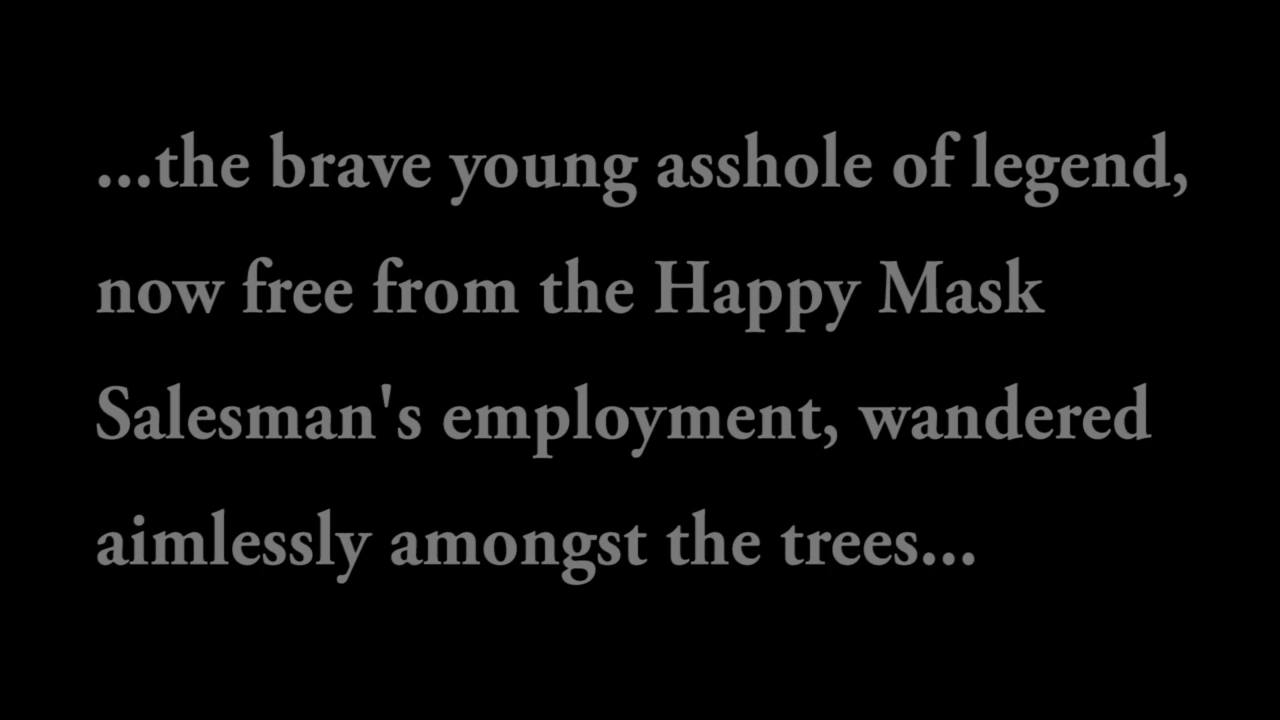 ...the brave young asshole of legend,
now free from the Happy Mask
Salesman's employment, wandered
aimlessly amongst the trees...